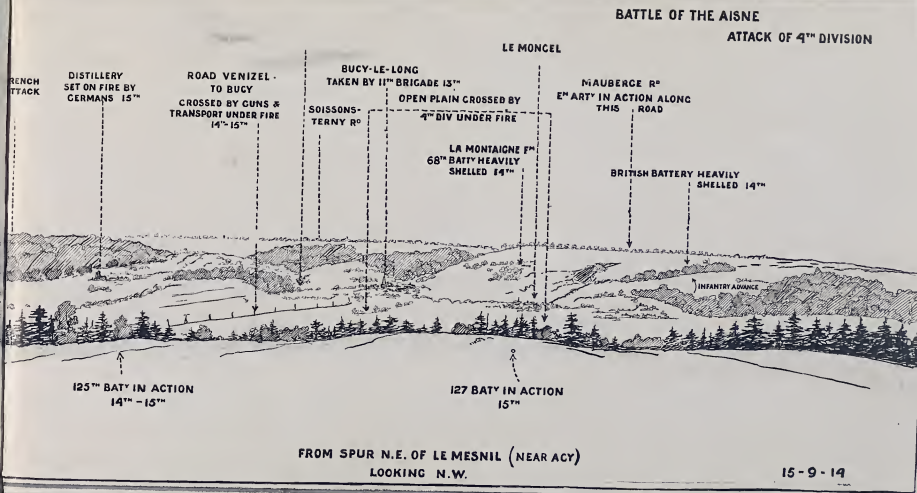 BATTLE OF THE AISNE
ATTACK OF 4TH DIVISION
RENCH
TTACK
DISTILLERY
SET ON FIRE BY
GERMANS 15TH
ROAD VENIZEL -
TO BUCY
CROSSED BY GUNS &
TRANSPORT UNDER FIRE
14TH-15TH
SOISSONS-
TERNY RD
BUCY-LE-LONG
TAKEN BY 11TH BRIGADE 13TH
OPEN PLAIN CROSSED BY
4TH DIV UNDER FIRE
LE MONCEL
LA MONTAIGNE FM
68TH BATTY HEAVILY
SHELLED 14TH
MAUBERGE RD
EM ARTY IN ACTION ALONG
THIS ROAD
BRITISH BATTERY HEAVILY
SHELLED 14TH
INFANTRY ADVANCE
125TH BATY IN ACTION
14TH-15TH
127 BATY IN ACTION
15TH
FROM SPUR N.E. OF LE MESNIL (NEAR ACY)
LOOKING N.W.
15-9-14